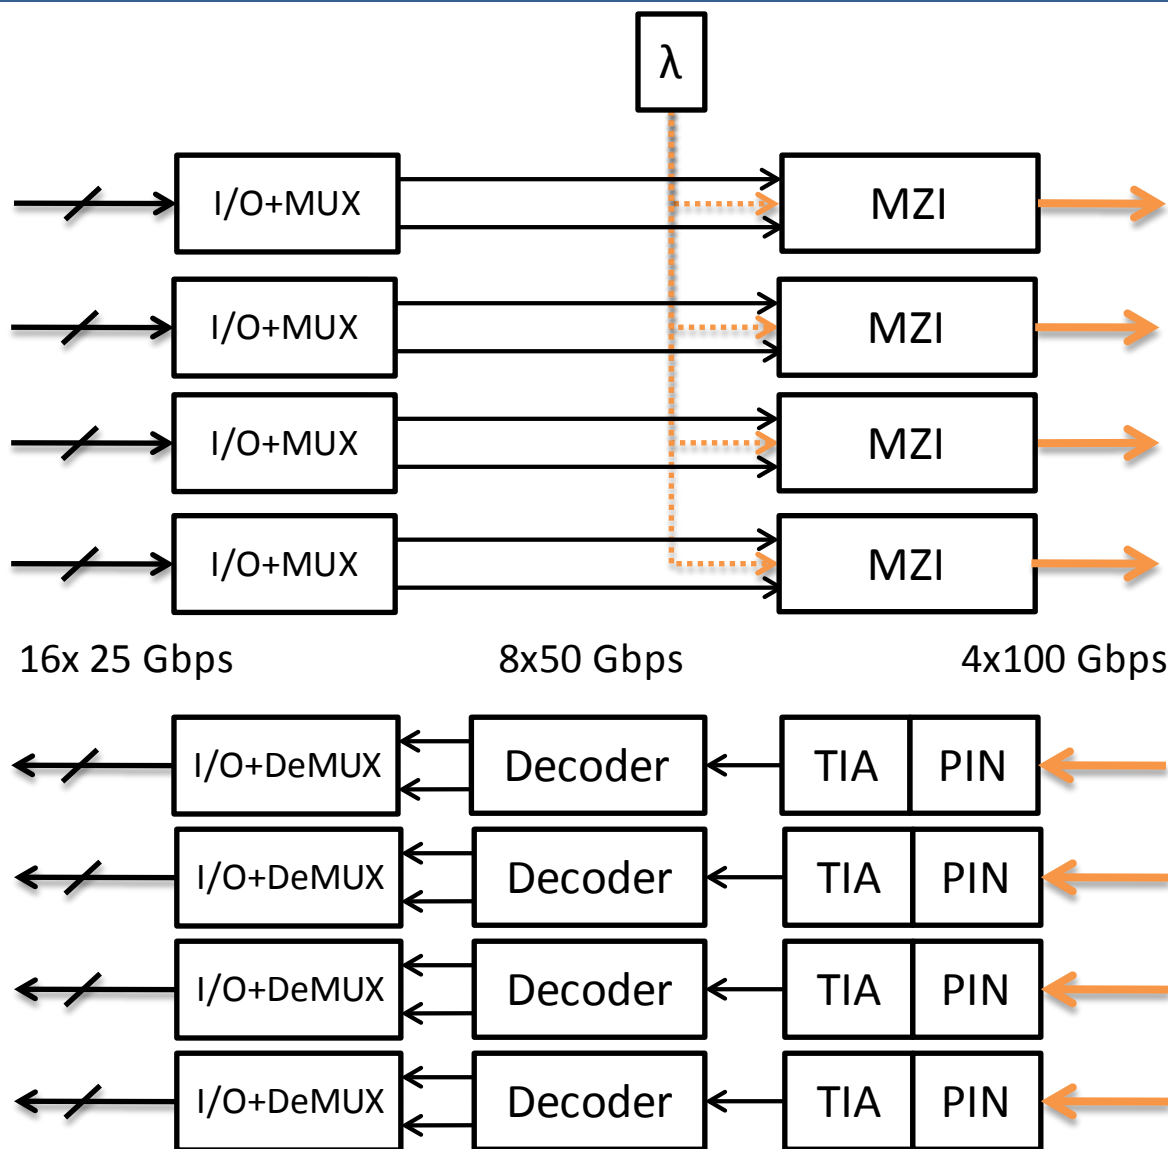 λ
I/O+MUX MZI
I/O+MUX MZI
I/O+MUX MZI
I/O+MUX MZI
16x 25 Gbps 8x50 Gbps 4x100 Gbps
I/O+DeMUX Decoder TIA PIN
I/O+DeMUX Decoder TIA PIN
I/O+DeMUX Decoder TIA PIN
I/O+DeMUX Decoder TIA PIN